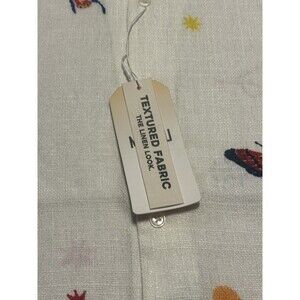 TEXTURED FABRIC
THE LINEN LOOK.